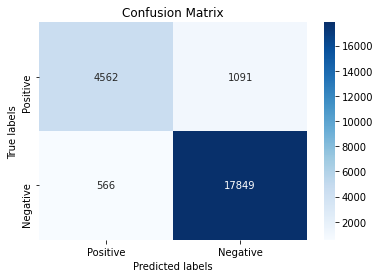 Confusion Matrix
True labels
Positive
Negative
4562 1091
566 17849
Positive Negative
Predicted labels
16000
14000
12000
10000
8000
6000
4000
2000